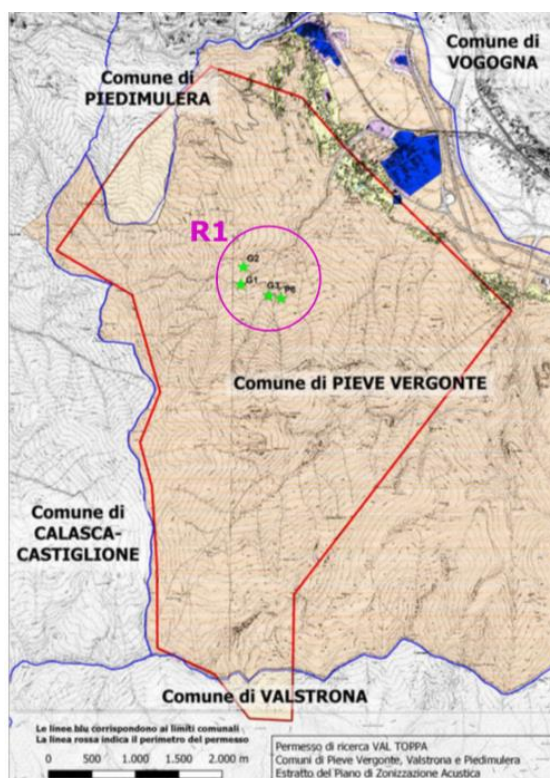 Comune di
VOGOGNA
Comune di
PIEDIMULERA
R1
G2
G1
G3
P6
Comune di PIEVE VERGONTE
Comune di
CALASCA-
CASTIGLIONE
Comune di VALSTRONA
Le linee blu corrispondono ai limiti comunali
La linea rossa indica il perimetro del permesso
0 500 1.000 1.500 2.000 m
Permesso di ricerca VAL TOPPA
Comuni di Pieve Vergonte, Valstrona e Piedimulera
Estratto del Piano di Zonizzazione Acustica